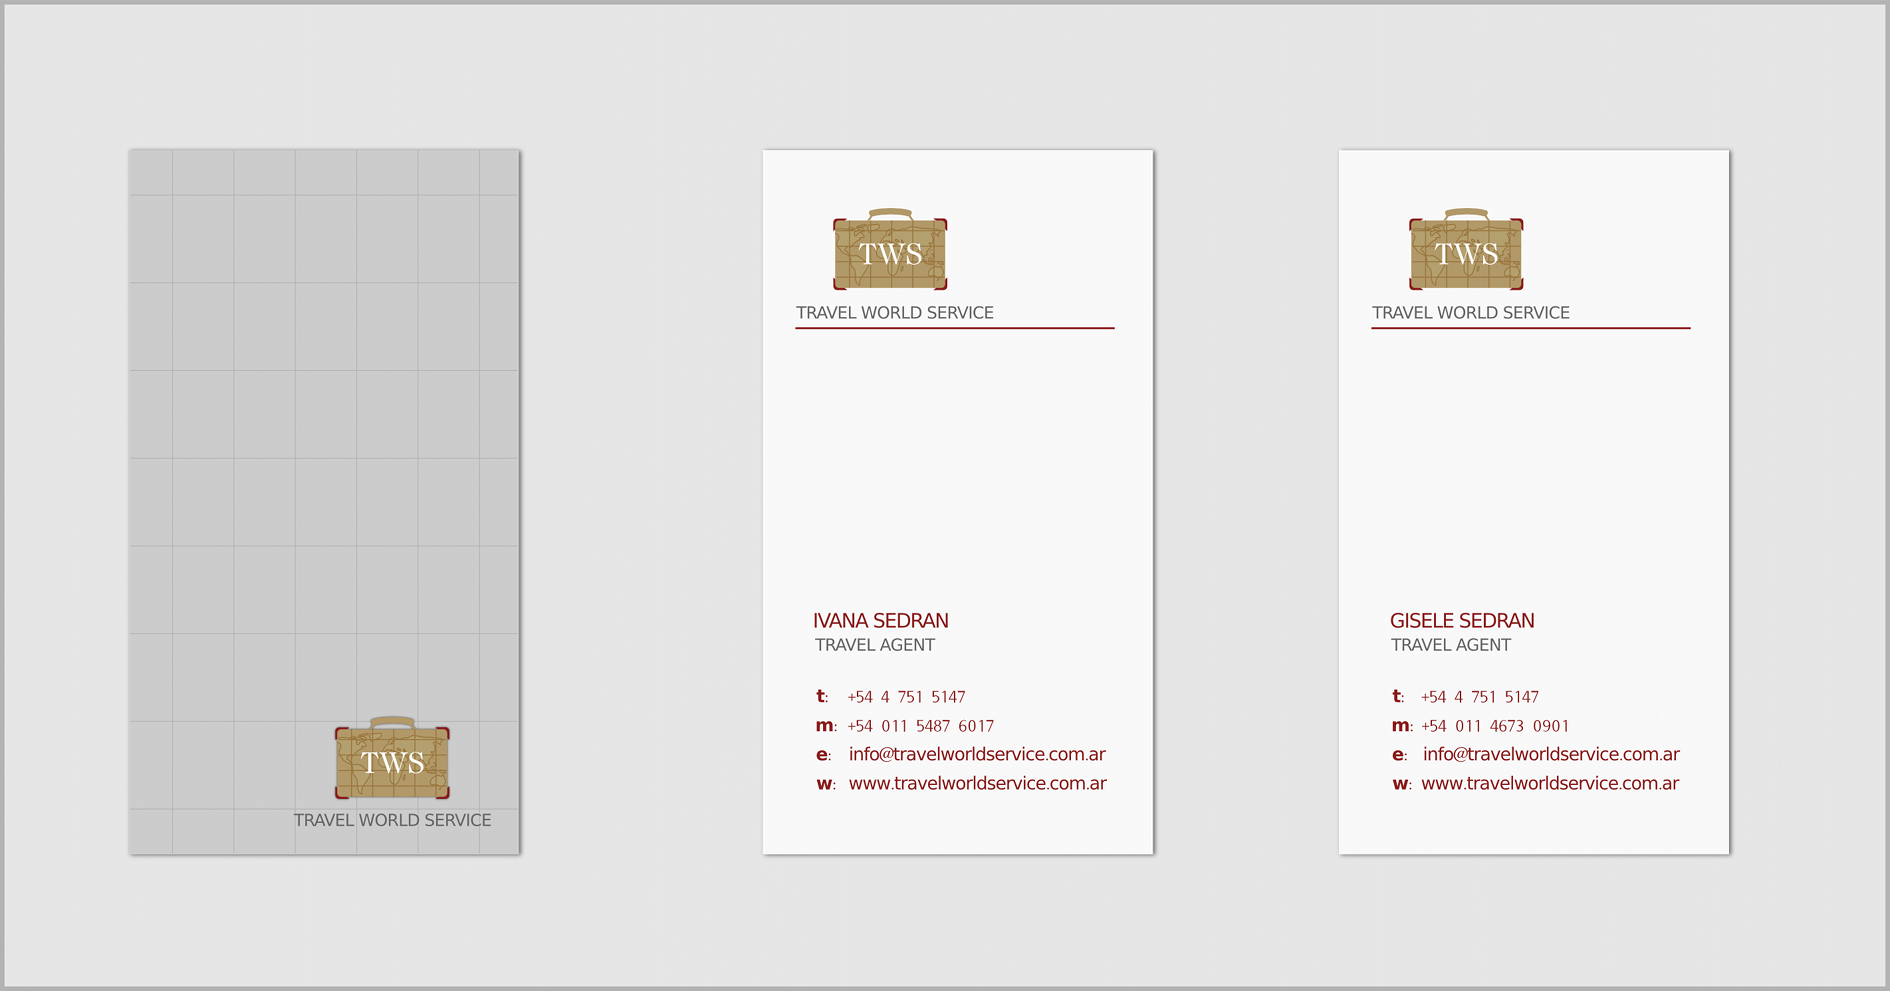 TWS
TRAVEL WORLD SERVICE
TWS
TRAVEL WORLD SERVICE
IVANA SEDRAN
TRAVEL AGENT
t: +54 4 751 5147
m: +54 011 5487 6017
e: info@travelworldservice.com.ar
w: www.travelworldservice.com.ar
TWS
TRAVEL WORLD SERVICE
GISELE SEDRAN
TRAVEL AGENT
t: +54 4 751 5147
m: +54 011 4673 0901
e: info@travelworldservice.com.ar
w: www.travelworldservice.com.ar